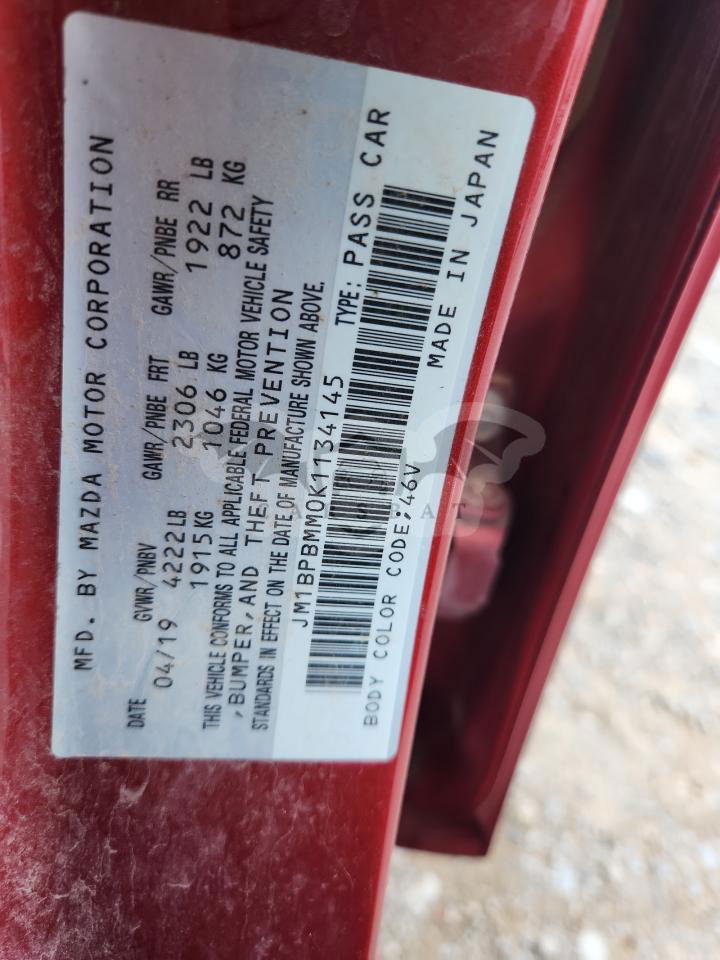 MFD. BY MAZDA MOTOR CORPORATION
DATE GVWR/PNBV GAWR/PNBE FRT GAWR/PNBE RR
04/19 4222LB 2306 LB 1922 LB
1915KG 1046 KG 872 KG
THIS VEHICLE CONFORMS TO ALL APPLICABLE FEDERAL MOTOR VEHICLE SAFETY
,BUMPER,AND THEFT PREVENTION
STANDARDS IN EFFECT ON THE DATE OF MANUFACTURE SHOWN ABOVE.
JM1BPBMM0K1134145 TYPE: PASS CAR
BODY COLOR CODE;46V MADE IN JAPAN